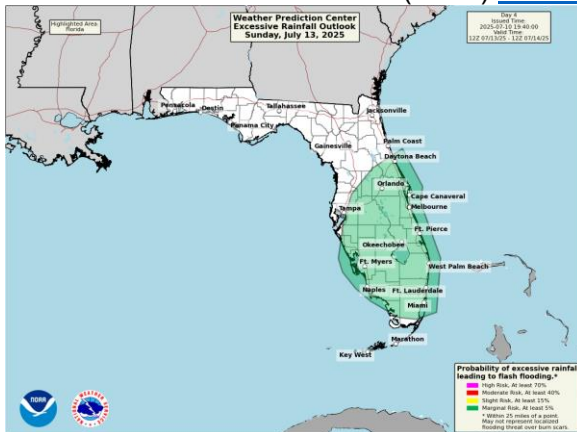 Highlighted Area:
Florida
Weather Prediction Center
Excessive Rainfall Outlook
Sunday, July 13, 2025
Day 4
Issued Time:
2025-07-10 19:40:00
Valid Time:
12Z 07/13/25 - 12Z 07/14/25
Pensacola
Destin
Tallahassee
Jacksonville
Panama City
Gainesville
Palm Coast
Daytona Beach
Orlando
Cape Canaveral
Melbourne
Tampa
Ft. Pierce
Okeechobee
Ft. Myers
West Palm Beach
Naples
Ft. Lauderdale
Miami
Marathon
Key West
Probability of excessive rainfall
leading to flash flooding.*
High Risk, At least 70%
Moderate Risk, At least 40%
Slight Risk, At least 15%
Marginal Risk, At least 5%
* Within 25 miles of a point.
May not represent localized
flooding threat over burn scars.
NOAA